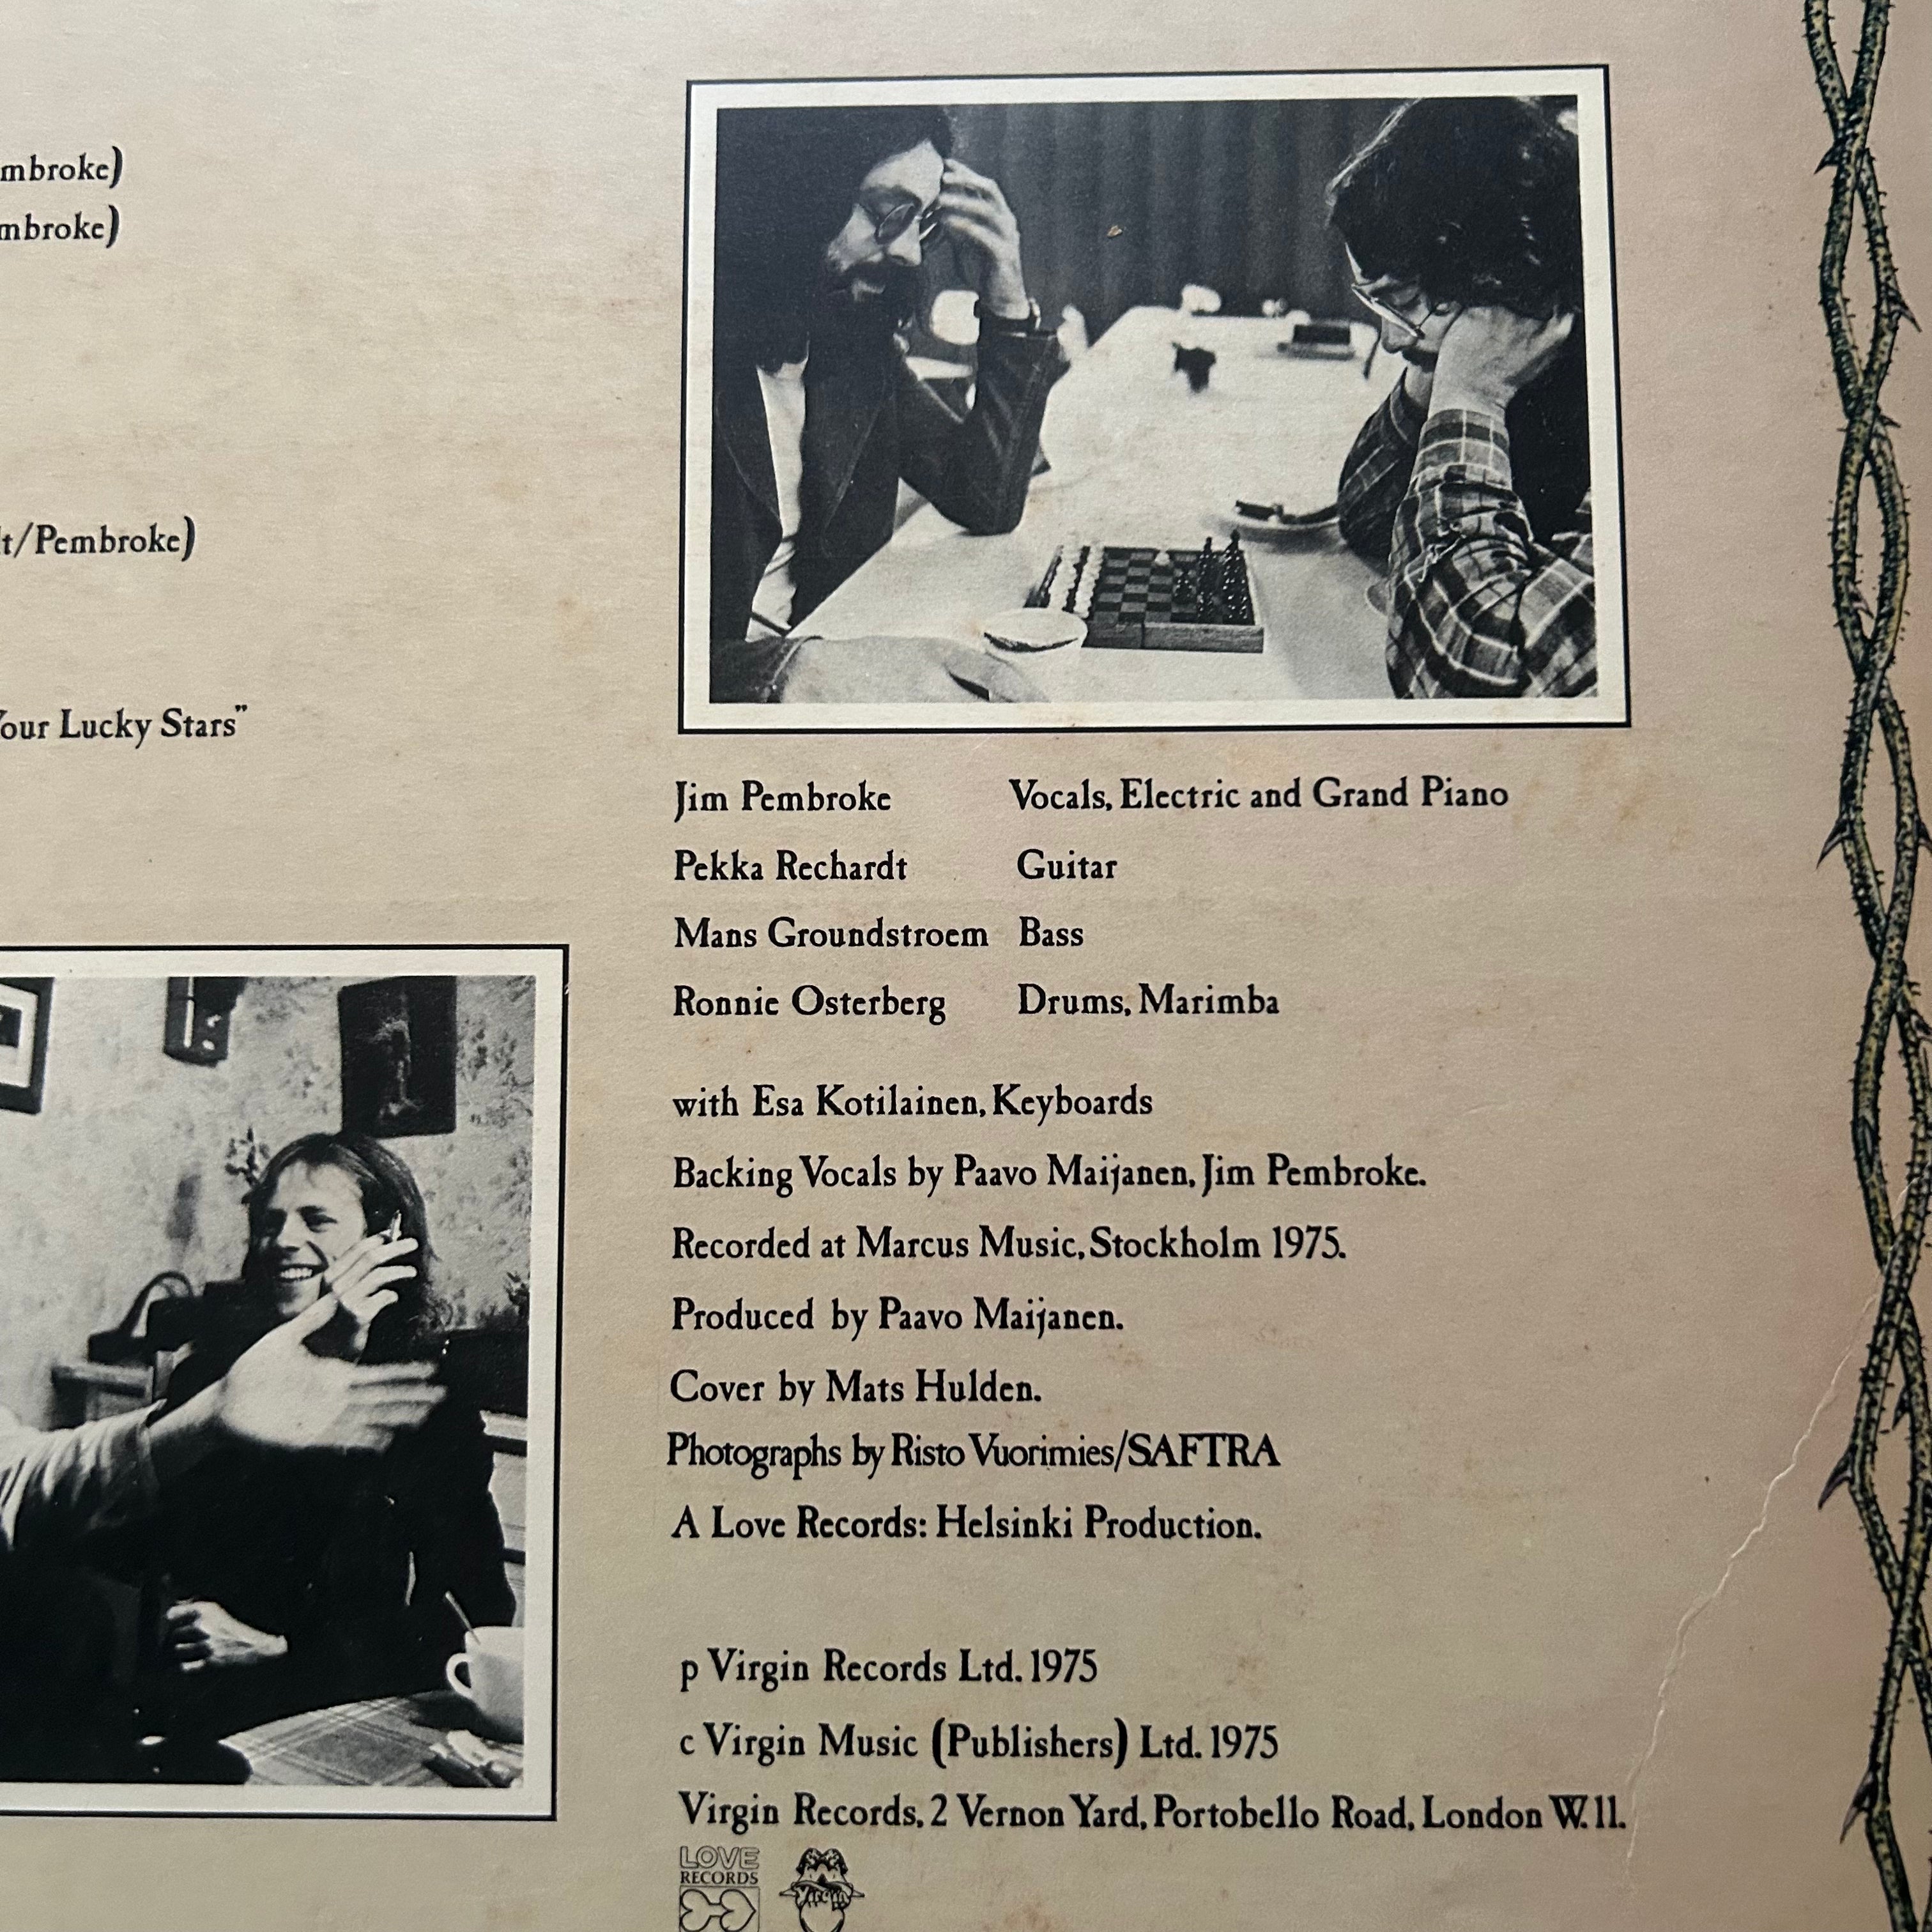 mbroke)
mbroke)
t/Pembroke)
Your Lucky Stars"
Jim Pembroke Vocals, Electric and Grand Piano
Pekka Rechardt Guitar
Mans Groundstroem Bass
Ronnie Osterberg Drums, Marimba
with Esa Kotilainen, Keyboards
Backing Vocals by Paavo Maijanen, Jim Pembroke.
Recorded at Marcus Music, Stockholm 1975.
Produced by Paavo Maijanen.
Cover by Mats Hulden.
Photographs by Risto Vuorimies/SAFTRA
A Love Records: Helsinki Production.
p Virgin Records Ltd. 1975
c Virgin Music (Publishers) Ltd. 1975
Virgin Records, 2 Vernon Yard, Portobello Road, London W.11.
LOVE
RECORDS
Virgin